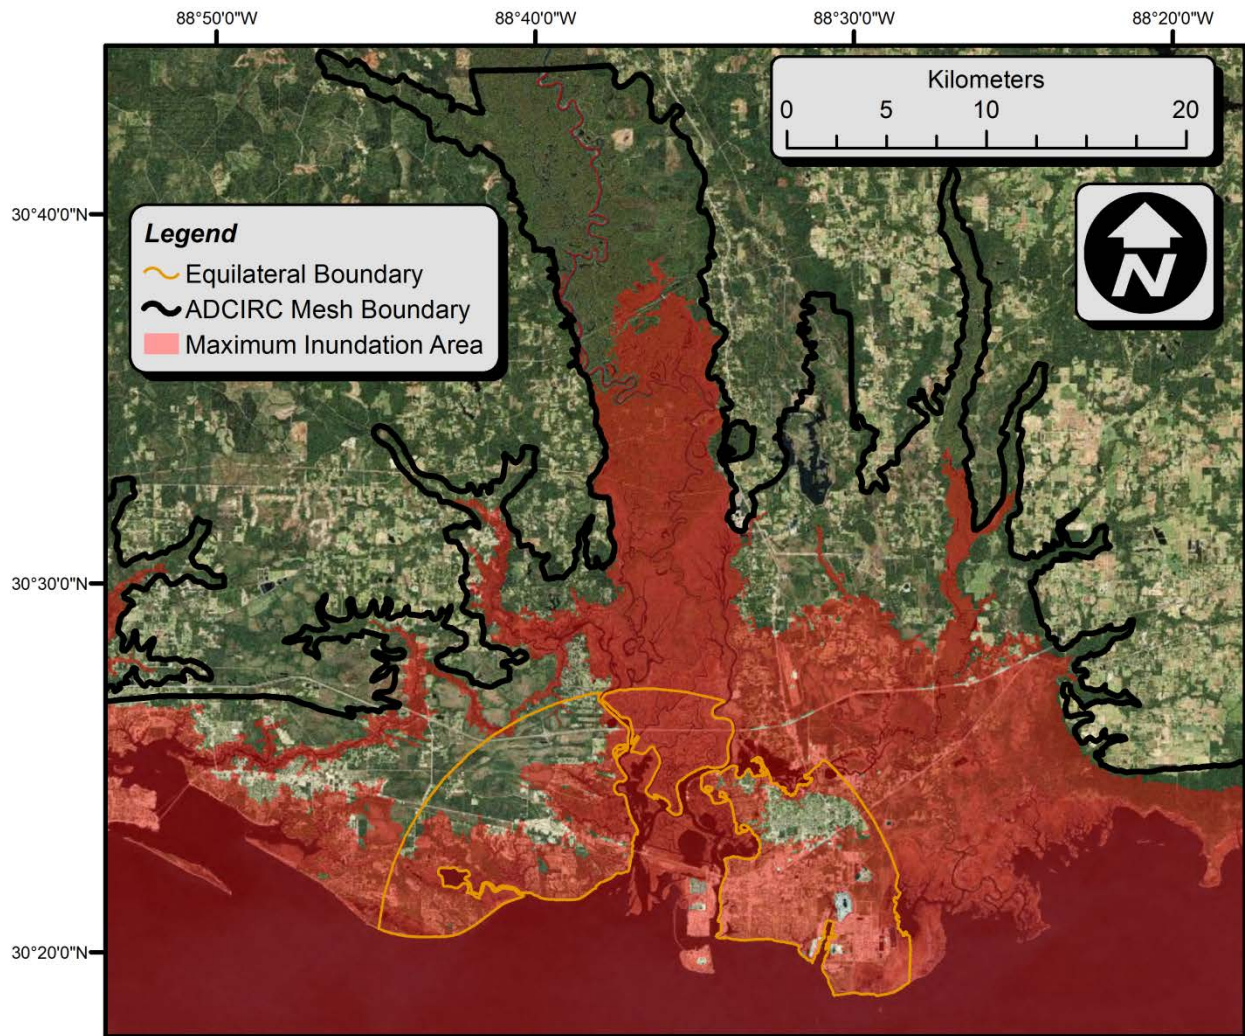 88°50'0"W 88°40'0"W 88°30'0"W 88°20'0"W
Kilometers
0 5 10 20
30°40'0"N
N
Legend
Equilateral Boundary
ADCIRC Mesh Boundary
Maximum Inundation Area
30°30'0"N
30°20'0"N